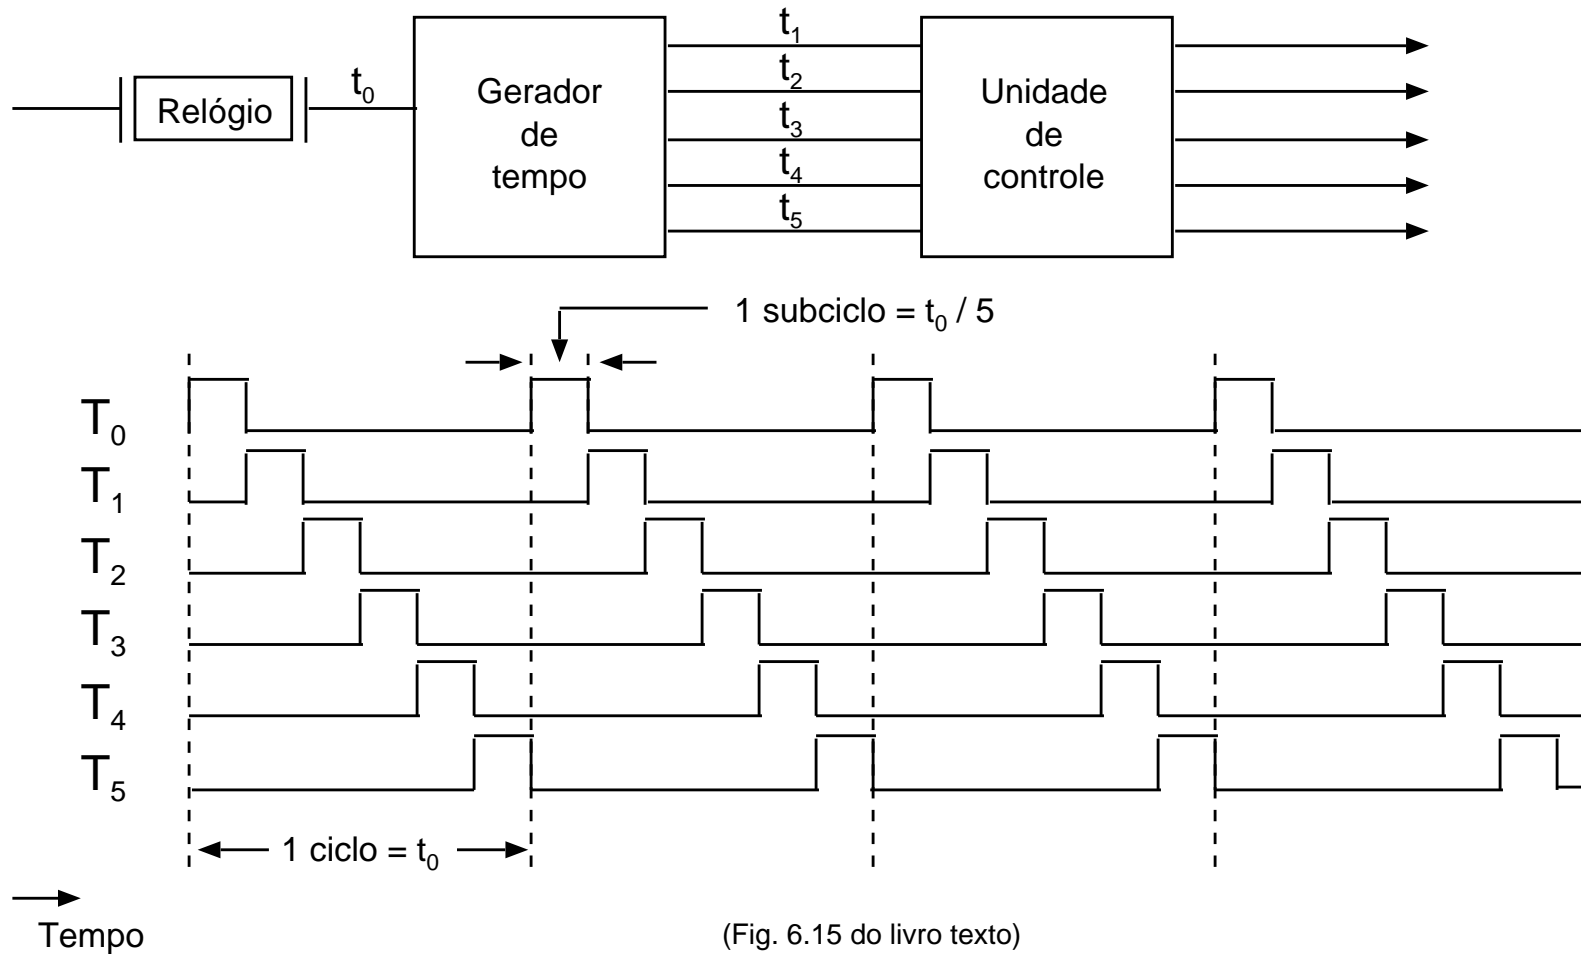 Relógio
t₀
Gerador
de
tempo
t₁
t₂
t₃
t₄
t₅
Unidade
de
controle
1 subciclo = t₀ / 5
T₀
T₁
T₂
T₃
T₄
T₅
1 ciclo = t₀
Tempo
(Fig. 6.15 do livro texto)